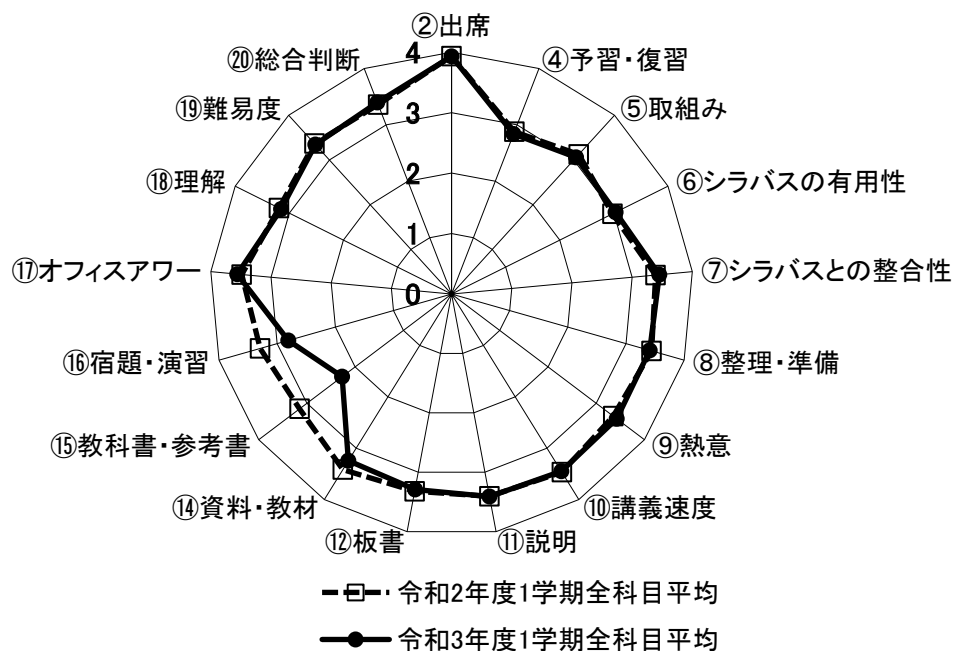 ②出席
④予習・復習
⑤取組み
⑥シラバスの有用性
⑦シラバスとの整合性
⑧整理・準備
⑨熱意
⑩講義速度
⑪説明
⑫板書
⑭資料・教材
⑮教科書・参考書
⑯宿題・演習
⑰オフィスアワー
⑱理解
⑲難易度
⑳総合判断
4
3
2
1
0
令和2年度1学期全科目平均
令和3年度1学期全科目平均